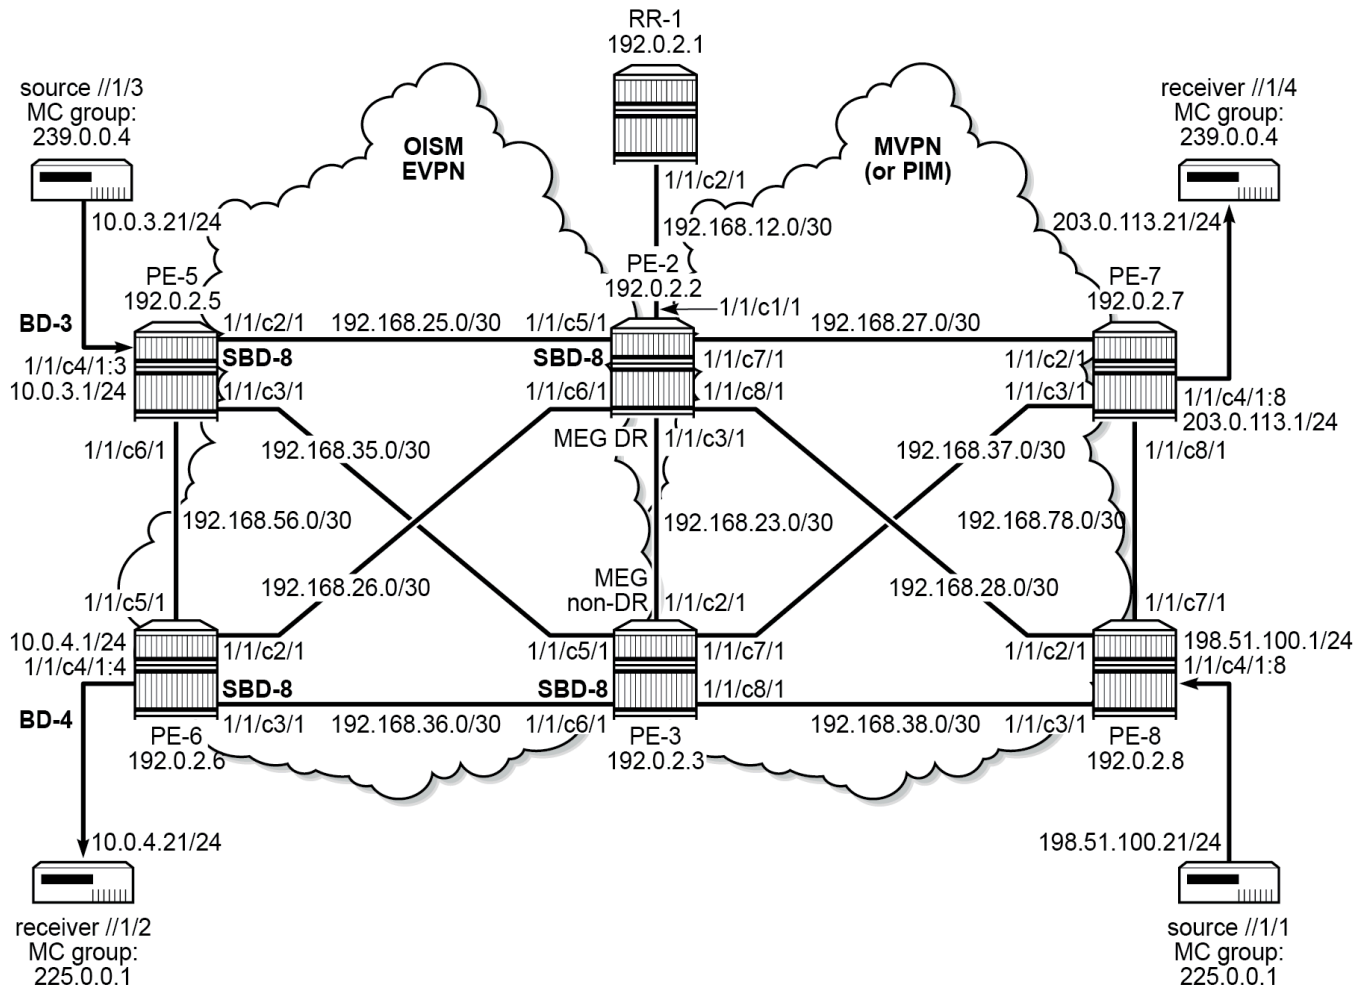 RR-1
192.0.2.1
source //1/3
MC group:
239.0.0.4
receiver //1/4
MC group:
239.0.0.4
OISM
EVPN
MVPN
(or PIM)
1/1/c2/1
10.0.3.21/24
192.168.12.0/30
203.0.113.21/24
PE-5
192.0.2.5
PE-2
192.0.2.2
PE-7
192.0.2.7
1/1/c1/1
BD-3
1/1/c2/1
192.168.25.0/30
1/1/c5/1
192.168.27.0/30
1/1/c4/1:3
10.0.3.1/24
SBD-8
SBD-8
1/1/c7/1
1/1/c2/1
1/1/c3/1
1/1/c6/1
1/1/c8/1
1/1/c3/1
1/1/c4/1:8
203.0.113.1/24
1/1/c6/1
192.168.35.0/30
MEG DR
1/1/c3/1
192.168.37.0/30
1/1/c8/1
192.168.56.0/30
192.168.23.0/30
192.168.78.0/30
192.168.26.0/30
MEG
non-DR
192.168.28.0/30
1/1/c5/1
1/1/c2/1
1/1/c7/1
10.0.4.1/24
1/1/c4/1:4
1/1/c2/1
1/1/c5/1
1/1/c7/1
1/1/c2/1
198.51.100.1/24
1/1/c4/1:8
BD-4
SBD-8
SBD-8
1/1/c8/1
1/1/c3/1
192.168.36.0/30
1/1/c6/1
192.168.38.0/30
1/1/c3/1
PE-6
192.0.2.6
PE-3
192.0.2.3
PE-8
192.0.2.8
10.0.4.21/24
198.51.100.21/24
receiver //1/2
MC group:
225.0.0.1
source //1/1
MC group:
225.0.0.1